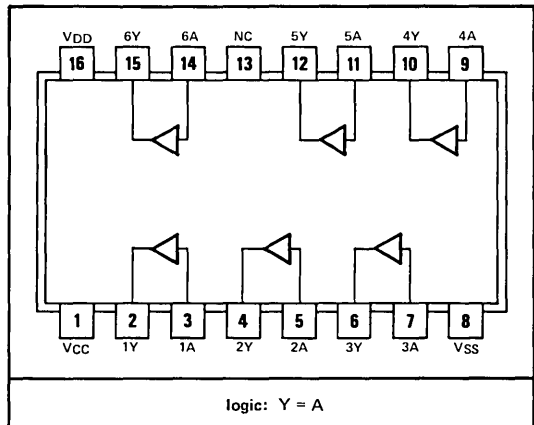 VDD 6Y 6A NC 5Y 5A 4Y 4A
16 15 14 13 12 11 10 9
1 2 3 4 5 6 7 8
VCC 1Y 1A 2Y 2A 3Y 3A VSS
logic: Y = A